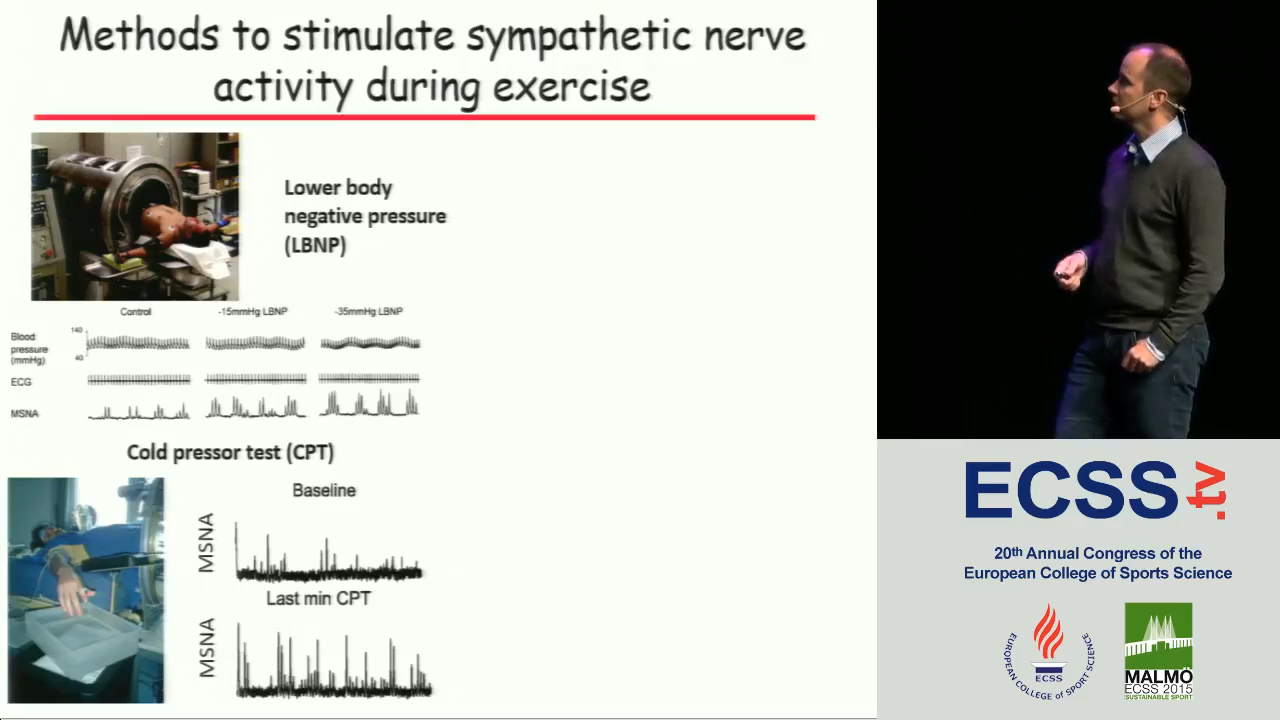 Methods to stimulate sympathetic nerve
activity during exercise
Lower body
negative pressure
(LBNP)
Control -15mmHg LBNP -35mmHg LBNP
Blood
pressure
(mmHg)
140
40
ECG
MSNA
Cold pressor test (CPT)
Baseline
MSNA
Last min CPT
MSNA
ECSS.tv
20th Annual Congress of the
European College of Sports Science
EUROPEAN COLLEGE OF SPORT SCIENCE
ECSS
MALMÖ
ECSS 2015
SUSTAINABLE SPORT